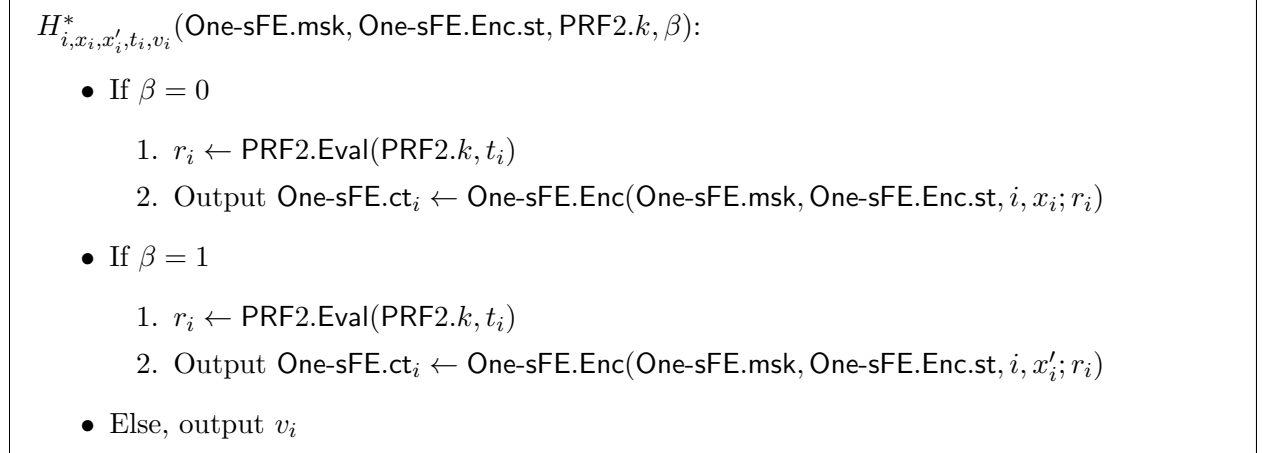 H*_{i,x_i,x'_i,t_i,v_i}(One-sFE.msk, One-sFE.Enc.st, PRF2.k, β):
• If β = 0
1. r_i ← PRF2.Eval(PRF2.k, t_i)
2. Output One-sFE.ct_i ← One-sFE.Enc(One-sFE.msk, One-sFE.Enc.st, i, x_i; r_i)
• If β = 1
1. r_i ← PRF2.Eval(PRF2.k, t_i)
2. Output One-sFE.ct_i ← One-sFE.Enc(One-sFE.msk, One-sFE.Enc.st, i, x'_i; r_i)
• Else, output v_i